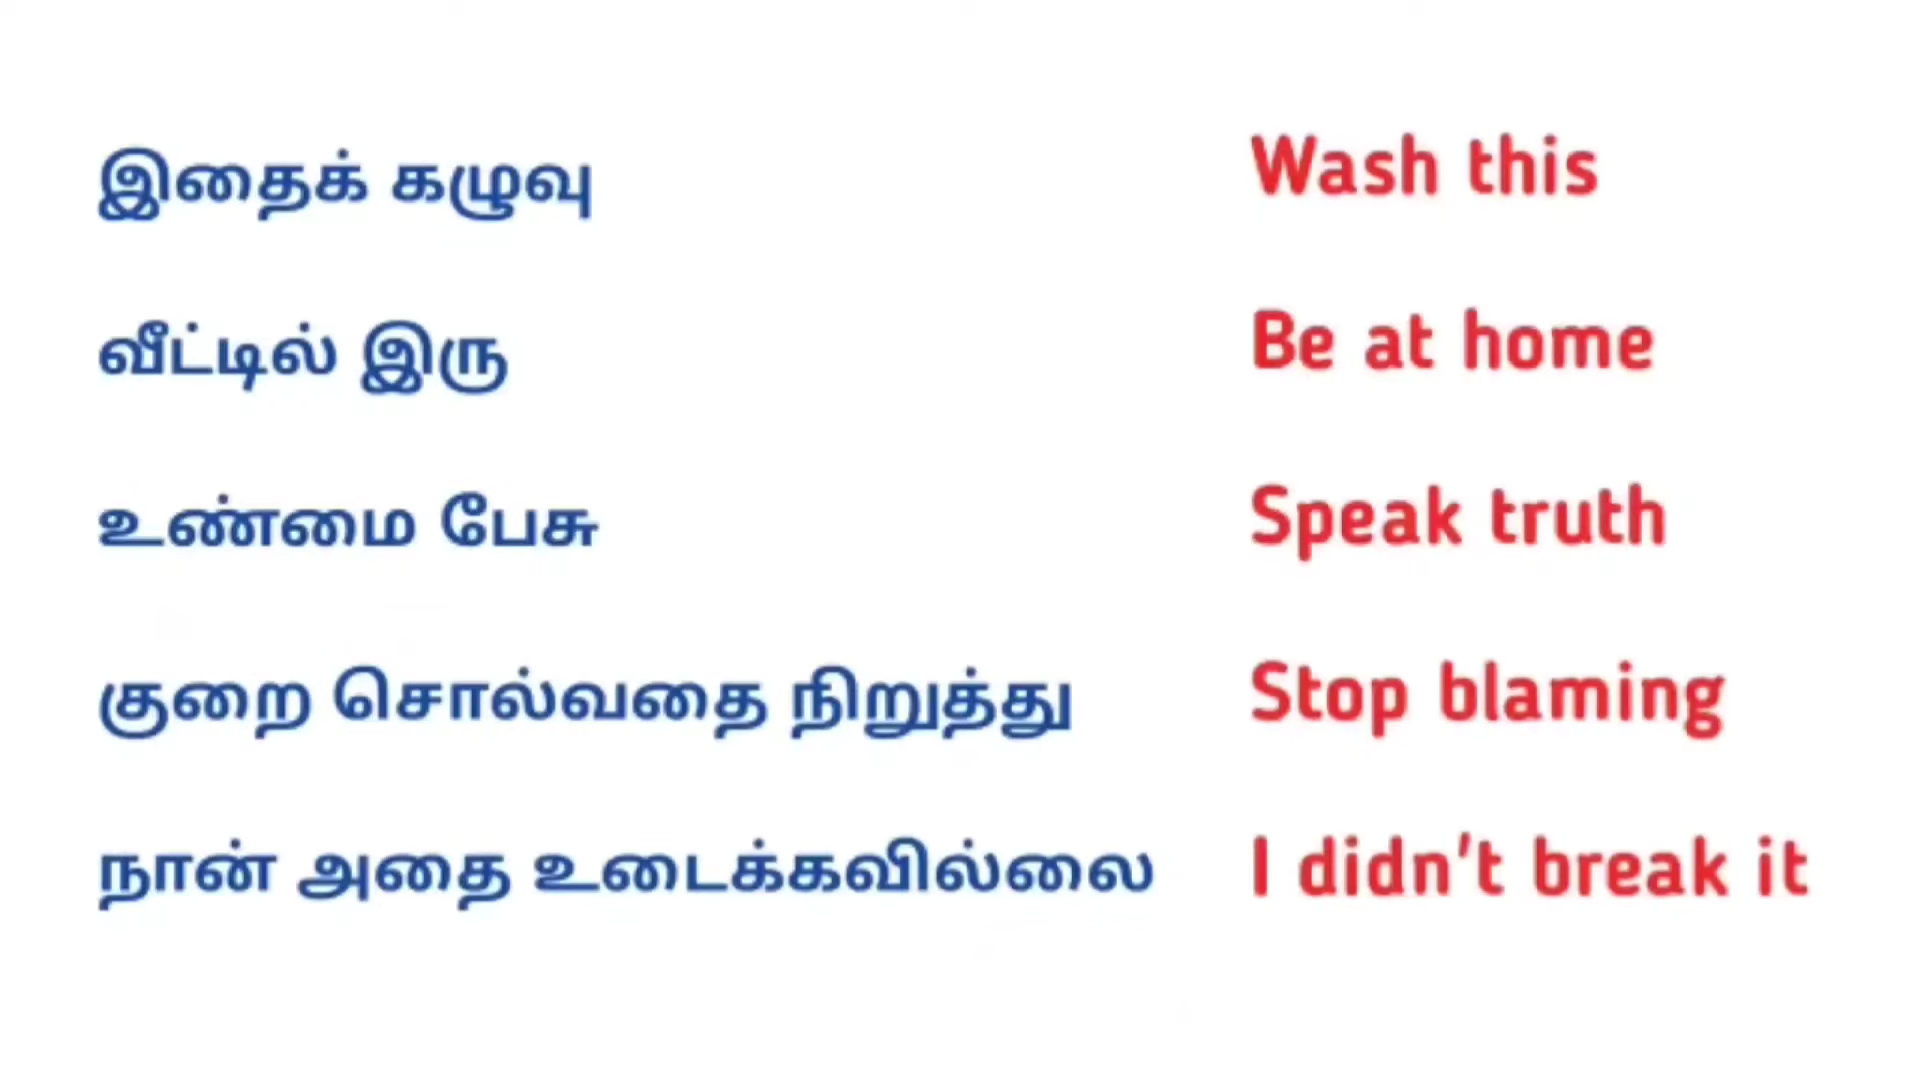 இதைக் கழுவு Wash this
வீட்டில் இரு Be at home
உண்மை பேசு Speak truth
குறை சொல்வதை நிறுத்து Stop blaming
நான் அதை உடைக்கவில்லை I didn't break it